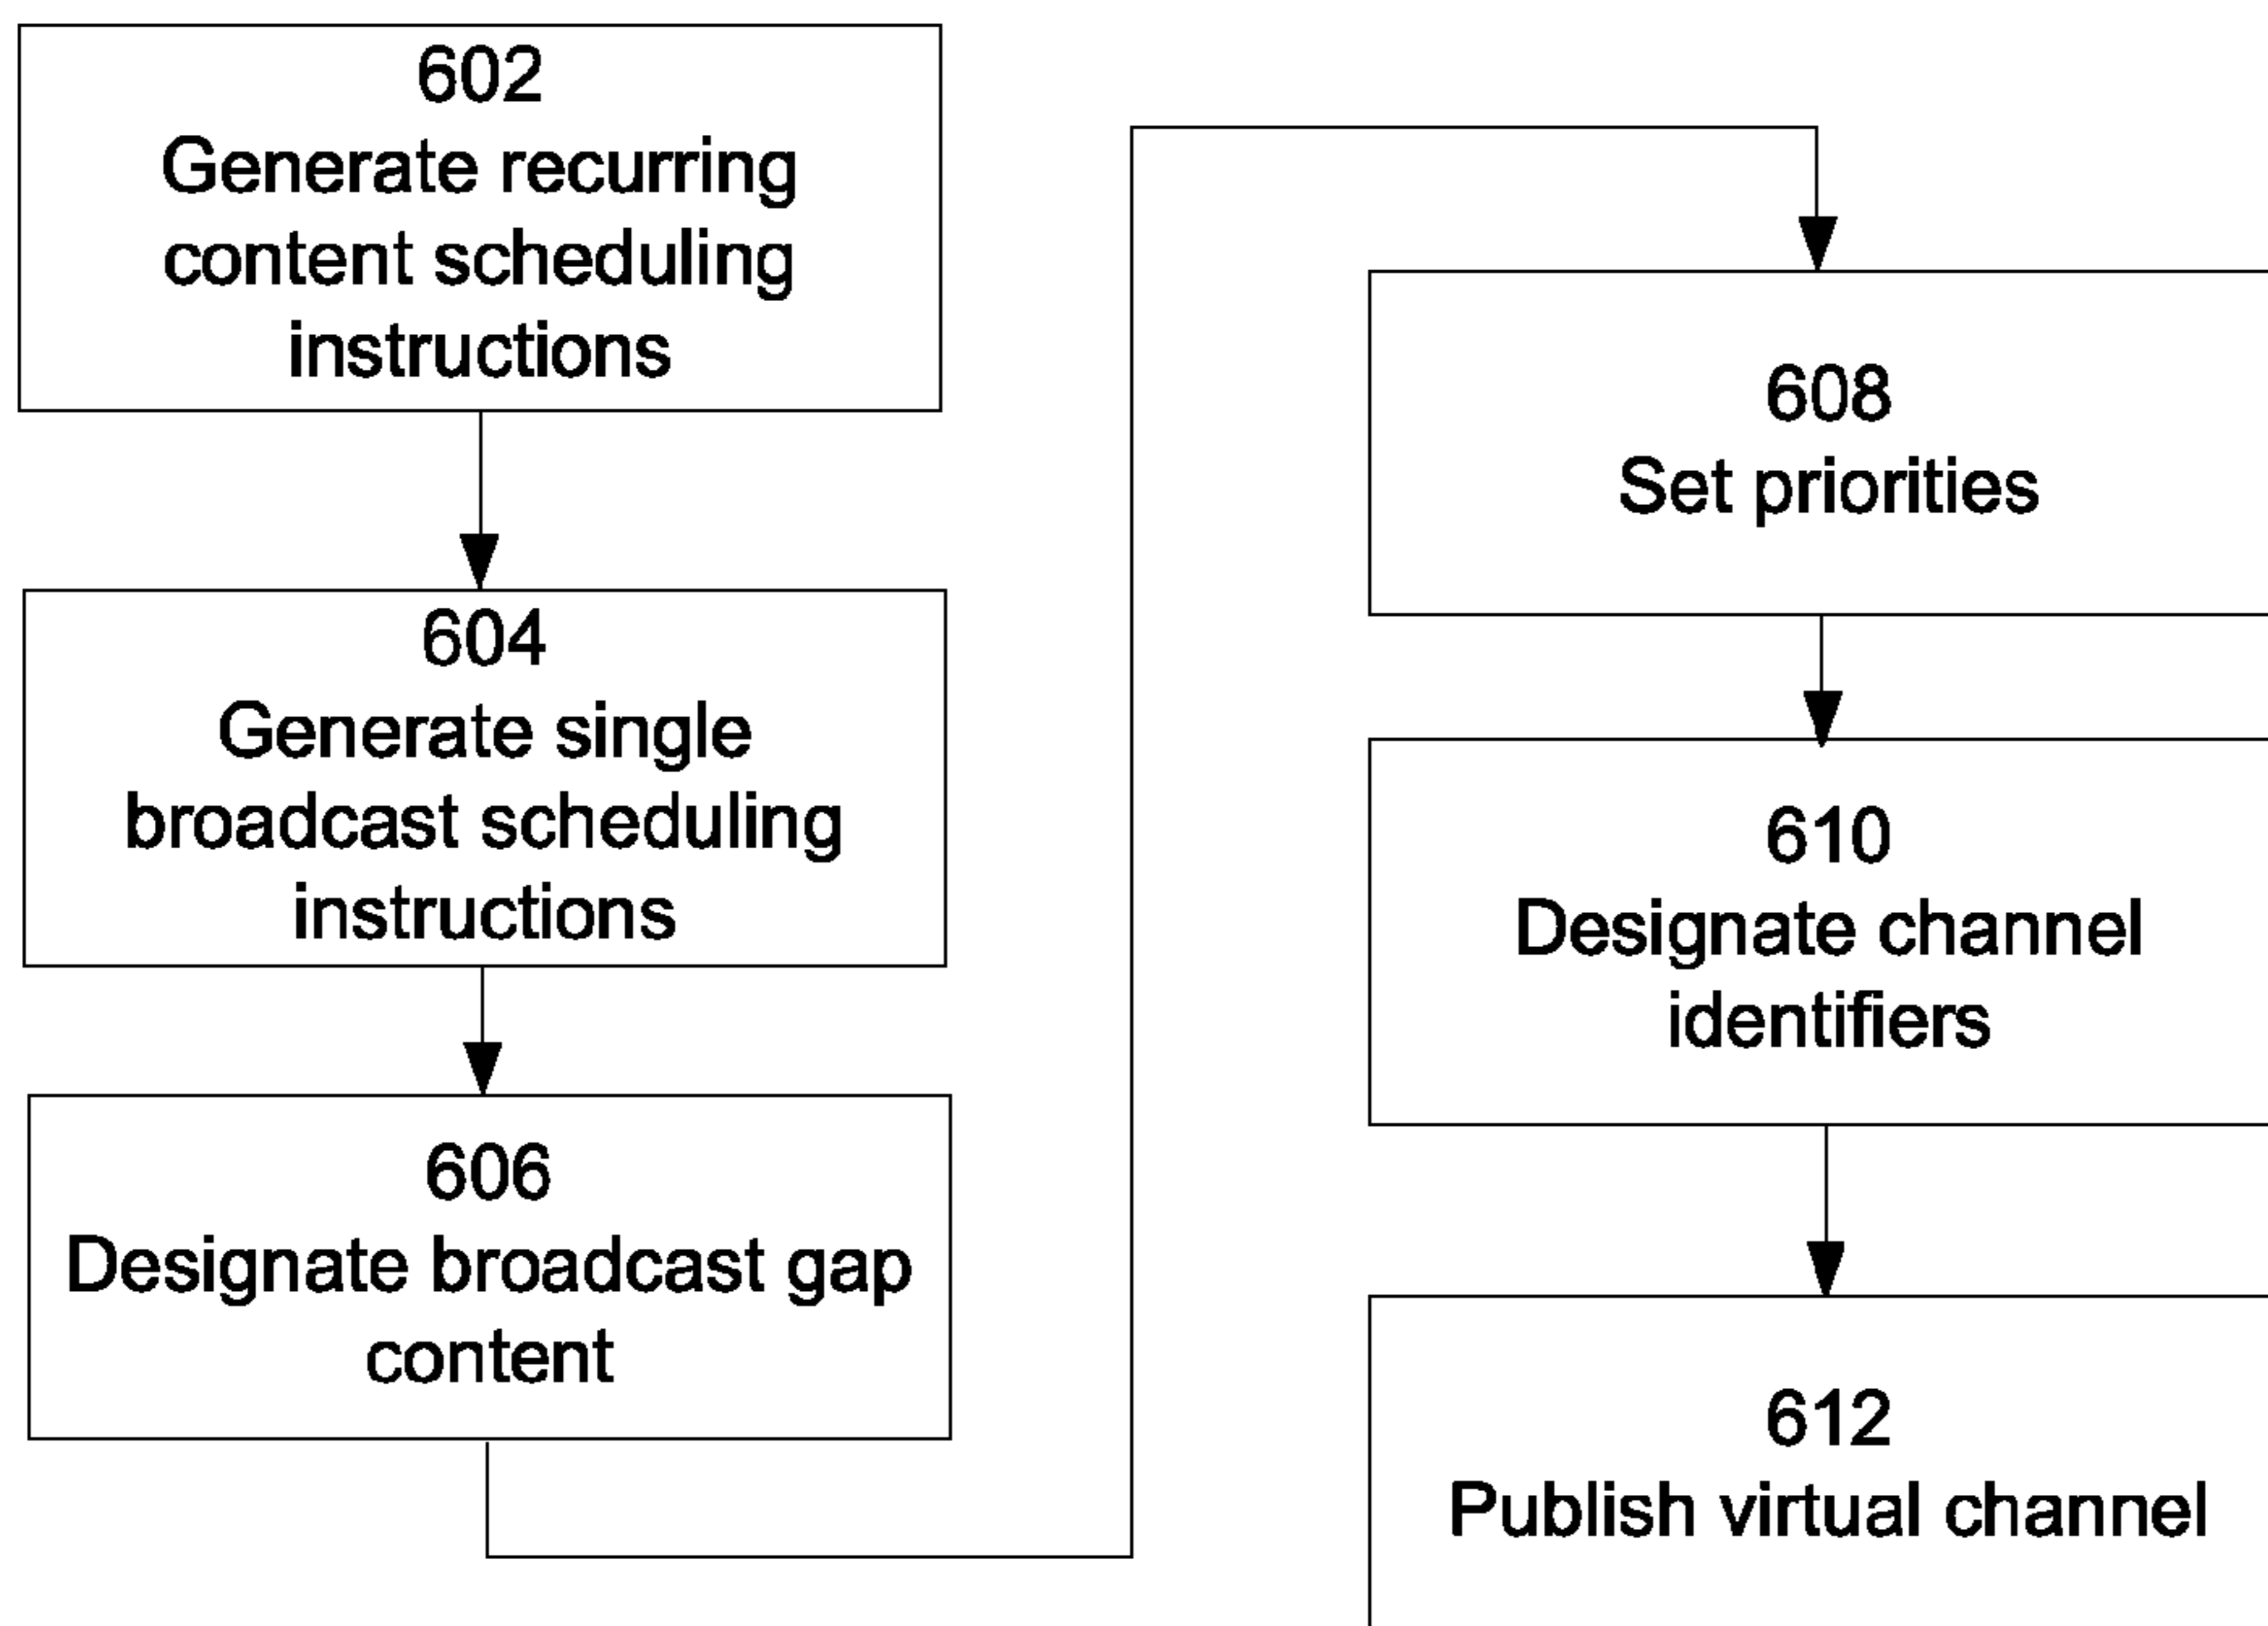 602
Generate recurring
content scheduling
instructions
604
Generate single
broadcast scheduling
instructions
606
Designate broadcast gap
content
608
Set priorities
610
Designate channel
identifiers
612
Publish virtual channel